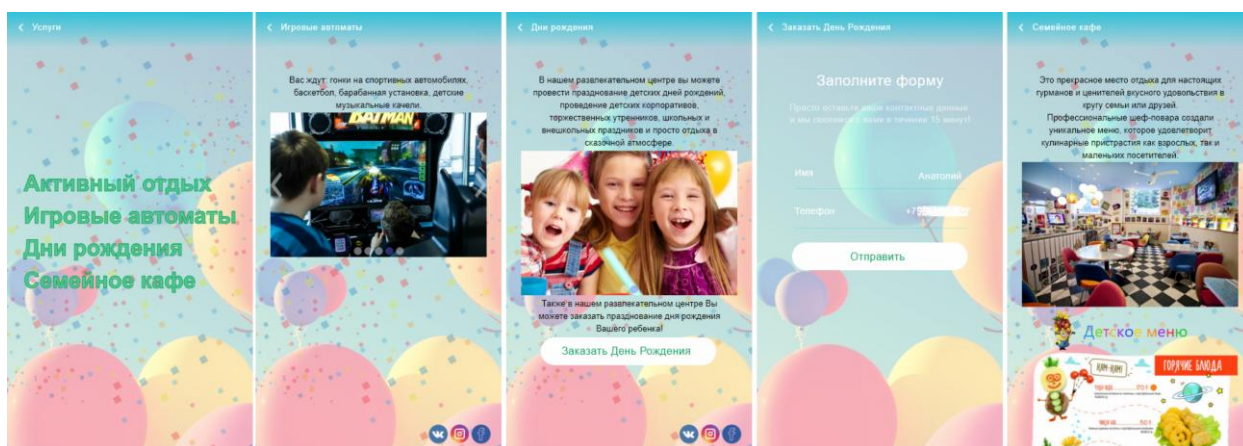 Услуги
Активный отдых
Игровые автоматы
Дни рождения
Семейное кафе
Игровые автоматы
Вас ждут: гонки на спортивных автомобилях,
баскетбол, барабанная установка, детские
музыкальные качели.
BATMAN
Дни рождения
В нашем развлекательном центре вы можете
провести празднование детских дней рождений,
проведение детских корпоративов,
торжественных утренников, школьных и
внешкольных праздников и просто отдыха в
сказочной атмосфере.
Также в нашем развлекательном центре Вы
можете заказать празднование дня рождения
Вашего ребенка!
Заказать День Рождения
Заказать День Рождения
Заполните форму
Просто оставьте ваши контактные данные
и мы свяжемся с вами в течение 15 минут!
Имя
Анатолий
Телефон
+7
Отправить
Семейное кафе
Это прекрасное место отдыха для настоящих
гурманов и ценителей вкусного удовольствия в
кругу семьи или друзей.
Профессиональные шеф-повара создали
уникальное меню, которое удовлетворит
кулинарные пристрастия как взрослых, так и
маленьких посетителей.
Детское меню
НЯМ-НЯМ!
ГОРЯЧИЕ БЛЮДА